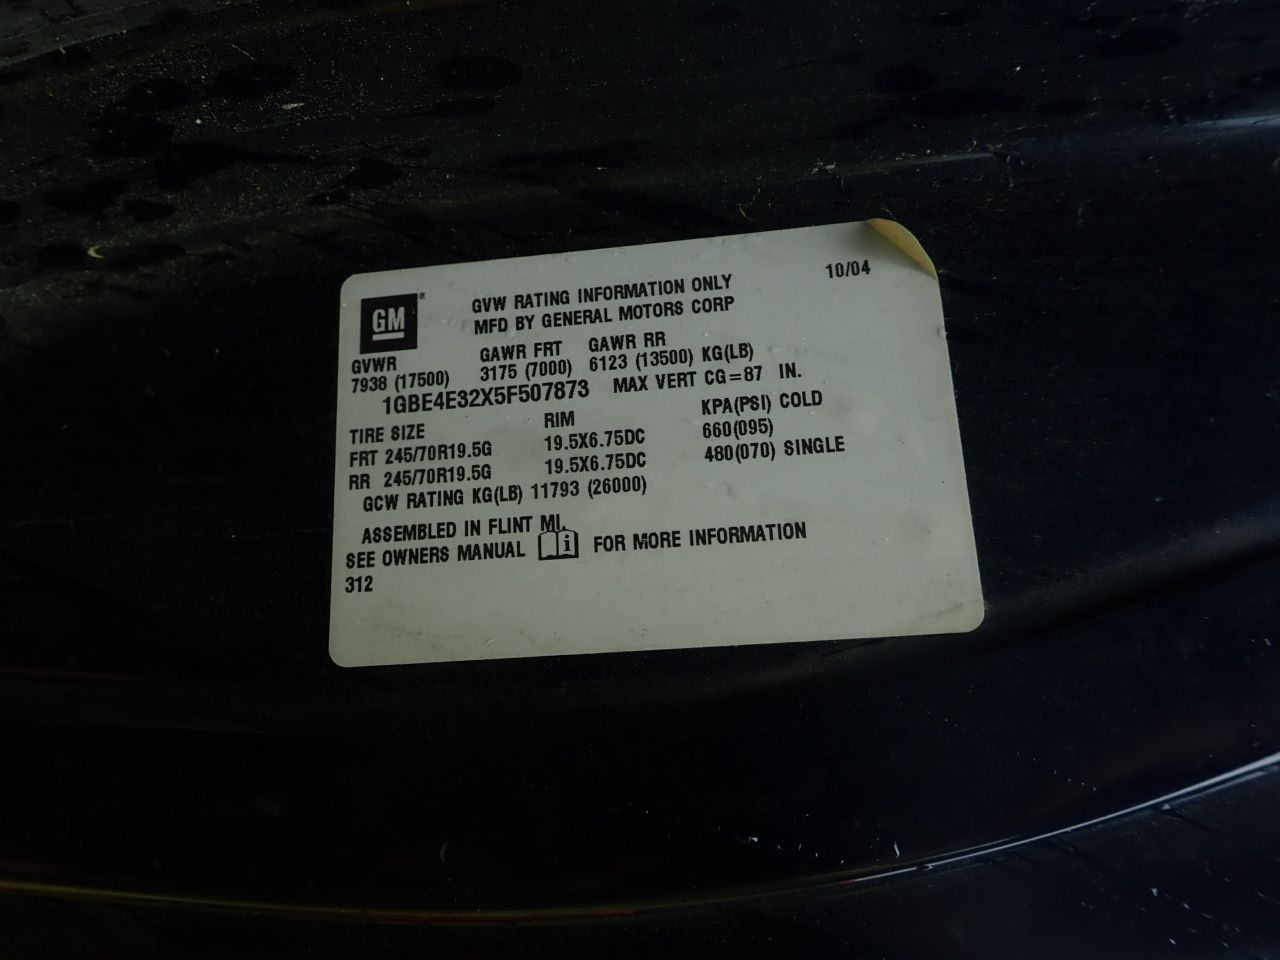 10/04
GM® GVW RATING INFORMATION ONLY
MFD BY GENERAL MOTORS CORP
GVWR GAWR FRT GAWR RR
7938 (17500) 3175 (7000) 6123 (13500) KG(LB)
1GBE4E32X5F507873 MAX VERT CG=87 IN.
TIRE SIZE RIM KPA(PSI) COLD
FRT 245/70R19.5G 19.5X6.75DC 660(095)
RR 245/70R19.5G 19.5X6.75DC 480(070) SINGLE
GCW RATING KG(LB) 11793 (26000)
ASSEMBLED IN FLINT MI.
SEE OWNERS MANUAL i FOR MORE INFORMATION
312